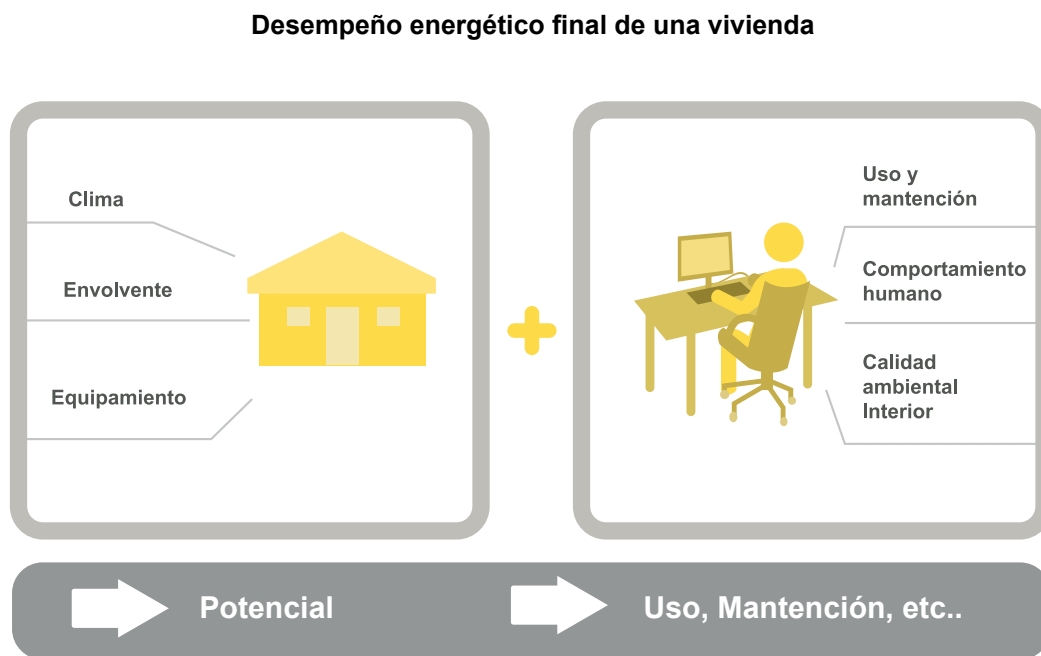 Desempeño energético final de una vivienda
Clima
Envolvente
Equipamiento
Uso y
mantención
Comportamiento
humano
Calidad
ambiental
Interior
Potencial
Uso, Mantención, etc..